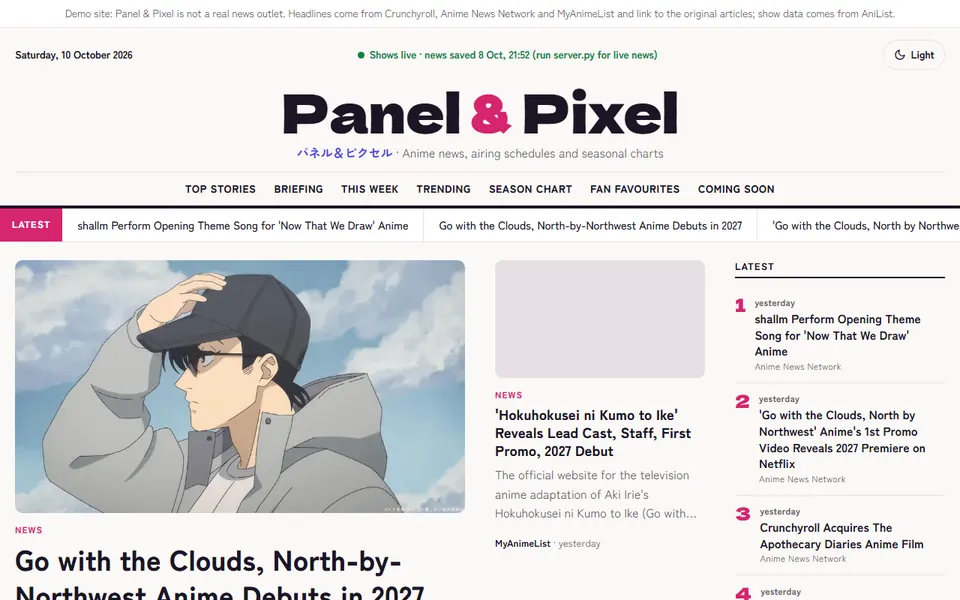 Demo site: Panel & Pixel is not a real news outlet. Headlines come from Crunchyroll, Anime News Network and MyAnimeList and link to the original articles; show data comes from AniList.
Saturday, 10 October 2026
Shows live · news saved 8 Oct, 21:52 (run server.py for live news)
Light
Panel & Pixel
パネル＆ピクセル · Anime news, airing schedules and seasonal charts
TOP STORIES BRIEFING THIS WEEK TRENDING SEASON CHART FAN FAVOURITES COMING SOON
LATEST
shallm Perform Opening Theme Song for 'Now That We Draw' Anime
Go with the Clouds, North-by-Northwest Anime Debuts in 2027
'Go with the Clouds, North by Northwe
NEWS
Go with the Clouds, North-by-
Northwest Anime Debuts in 2027
NEWS
'Hokuhokusei ni Kumo to Ike'
Reveals Lead Cast, Staff, First
Promo, 2027 Debut
The official website for the television
anime adaptation of Aki Irie's
Hokuhokusei ni Kumo to Ike (Go with...
MyAnimeList · yesterday
LATEST
1 yesterday
shallm Perform Opening Theme
Song for 'Now That We Draw'
Anime
Anime News Network
2 yesterday
'Go with the Clouds, North by
Northwest' Anime's 1st Promo
Video Reveals 2027 Premiere on
Netflix
Anime News Network
3 yesterday
Crunchyroll Acquires The
Apothecary Diaries Anime Film
Anime News Network
4 yesterday